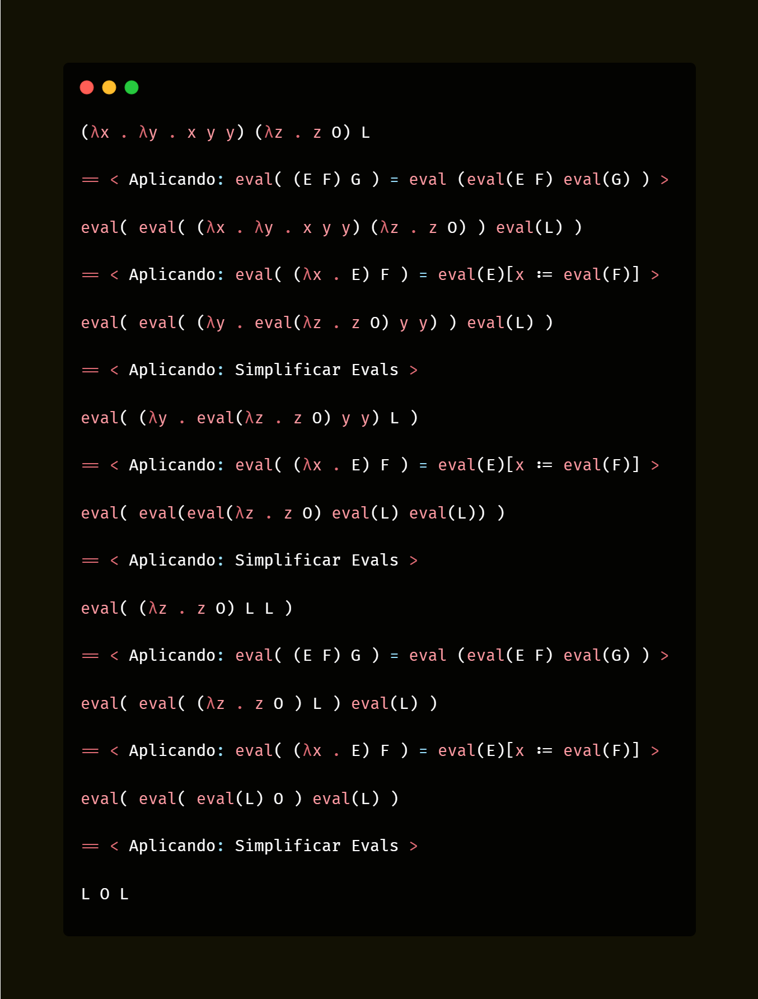 (λx . λy . x y y) (λz . z O) L
== < Aplicando: eval( (E F) G ) = eval (eval(E F) eval(G) ) >
eval( eval( (λx . λy . x y y) (λz . z O) ) eval(L) )
== < Aplicando: eval( (λx . E) F ) = eval(E)[x := eval(F)] >
eval( eval( (λy . eval(λz . z O) y y) ) eval(L) )
== < Aplicando: Simplificar Evals >
eval( (λy . eval(λz . z O) y y) L )
== < Aplicando: eval( (λx . E) F ) = eval(E)[x := eval(F)] >
eval( eval(eval(λz . z O) eval(L) eval(L)) )
== < Aplicando: Simplificar Evals >
eval( (λz . z O) L L )
== < Aplicando: eval( (E F) G ) = eval (eval(E F) eval(G) ) >
eval( eval( (λz . z O ) L ) eval(L) )
== < Aplicando: eval( (λx . E) F ) = eval(E)[x := eval(F)] >
eval( eval( eval(L) O ) eval(L) )
== < Aplicando: Simplificar Evals >
L O L